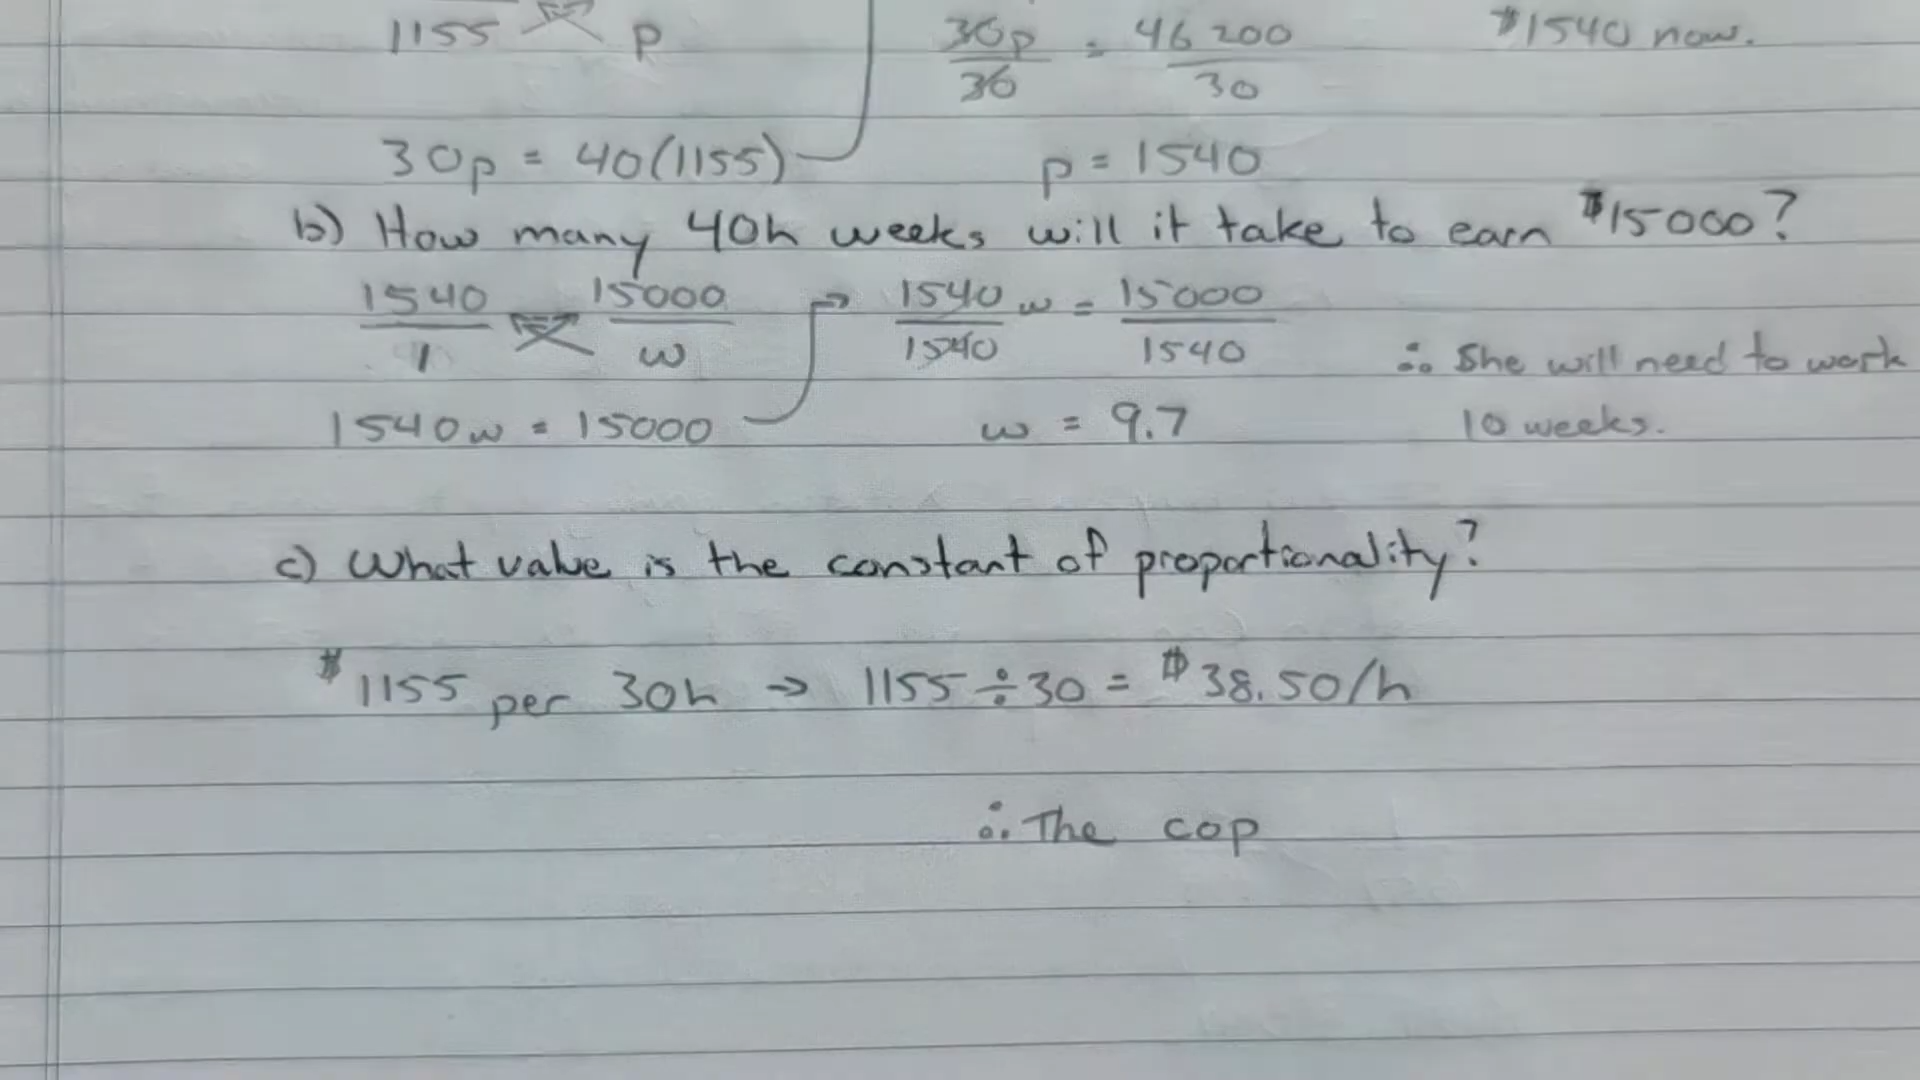 1155 p
30p = 46 200
30 30
$1540 now.
30p = 40(1155)
p = 1540
b) How many 40h weeks will it take to earn $15000?
1540 15000
1 w
1540 w = 15000
1540 1540
∴ She will need to work
1540w = 15000
w = 9.7
10 weeks.
c) What value is the constant of proportionality?
$1155 per 30h → 1155 ÷ 30 = $38.50/h
∴ The cop